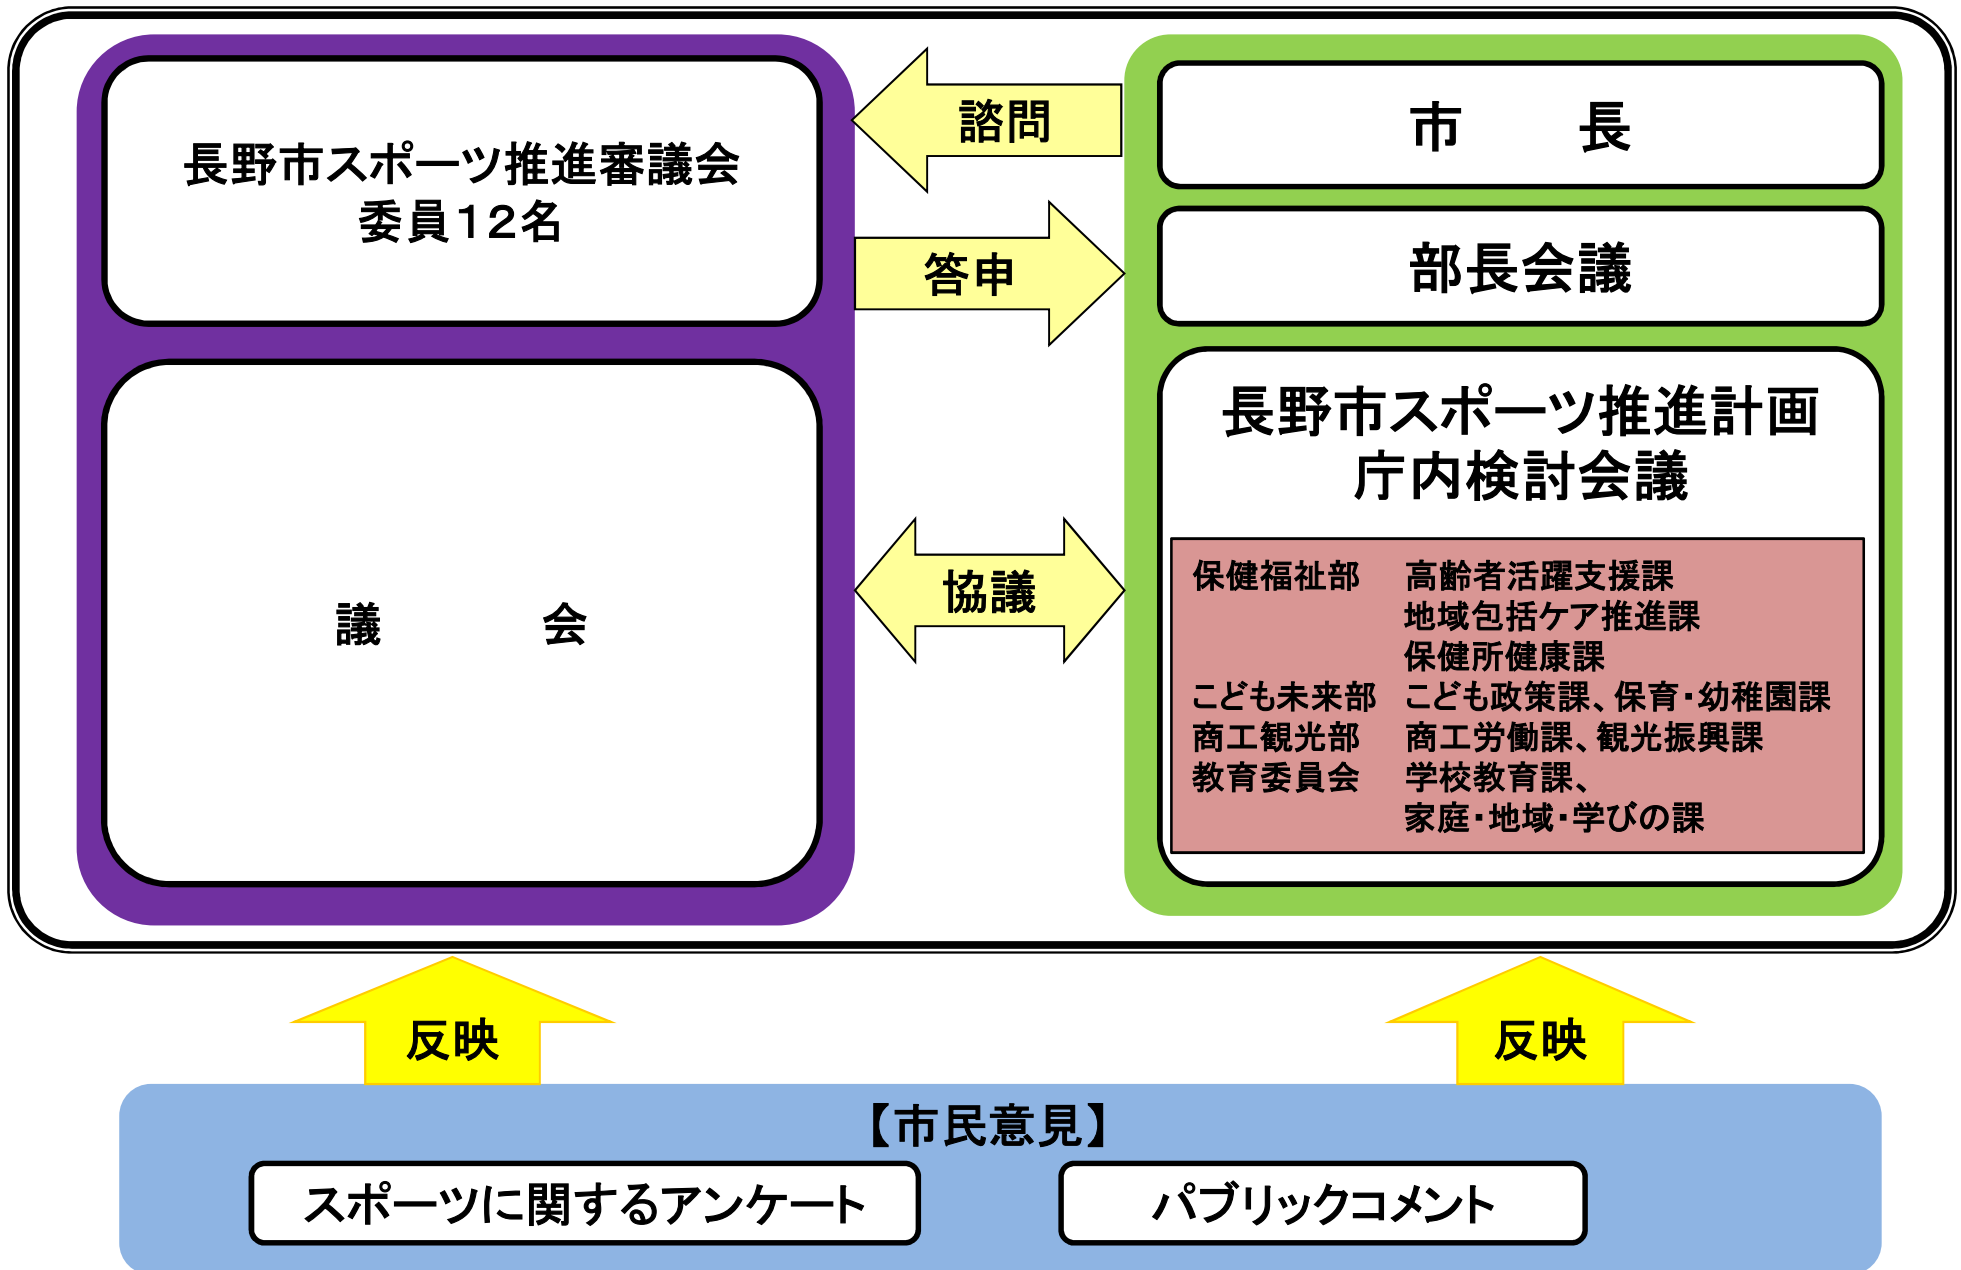 長野市スポーツ推進審議会
委員12名
議　　　会
諮問
答申
協議
市　　長
部長会議
長野市スポーツ推進計画
庁内検討会議
保健福祉部　高齢者活躍支援課
地域包括ケア推進課
保健所健康課
こども未来部　こども政策課、保育・幼稚園課
商工観光部　商工労働課、観光振興課
教育委員会　学校教育課、
家庭・地域・学びの課
反映
反映
【市民意見】
スポーツに関するアンケート
パブリックコメント